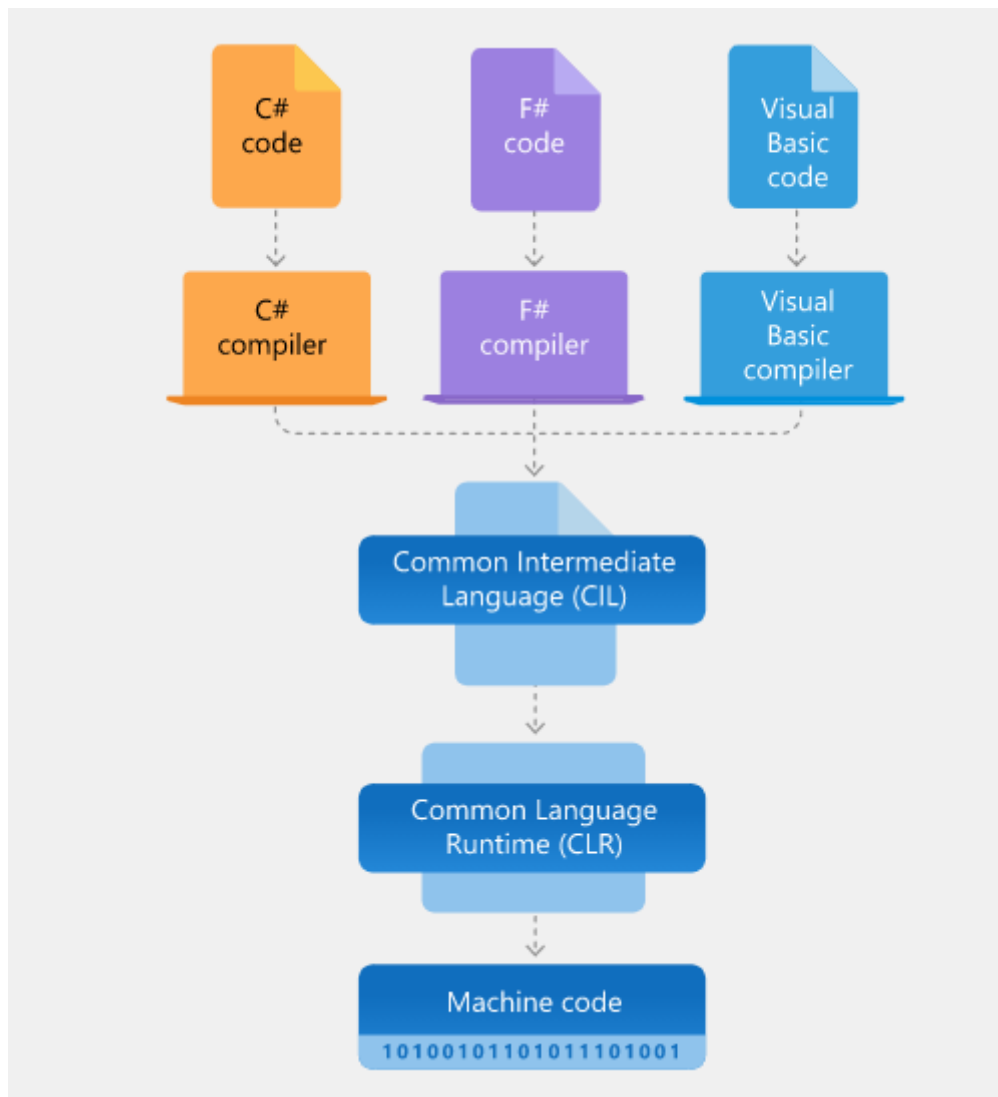 C#
code
F#
code
Visual
Basic
code
C#
compiler
F#
compiler
Visual
Basic
compiler
Common Intermediate
Language (CIL)
Common Language
Runtime (CLR)
Machine code
101001011010111101001